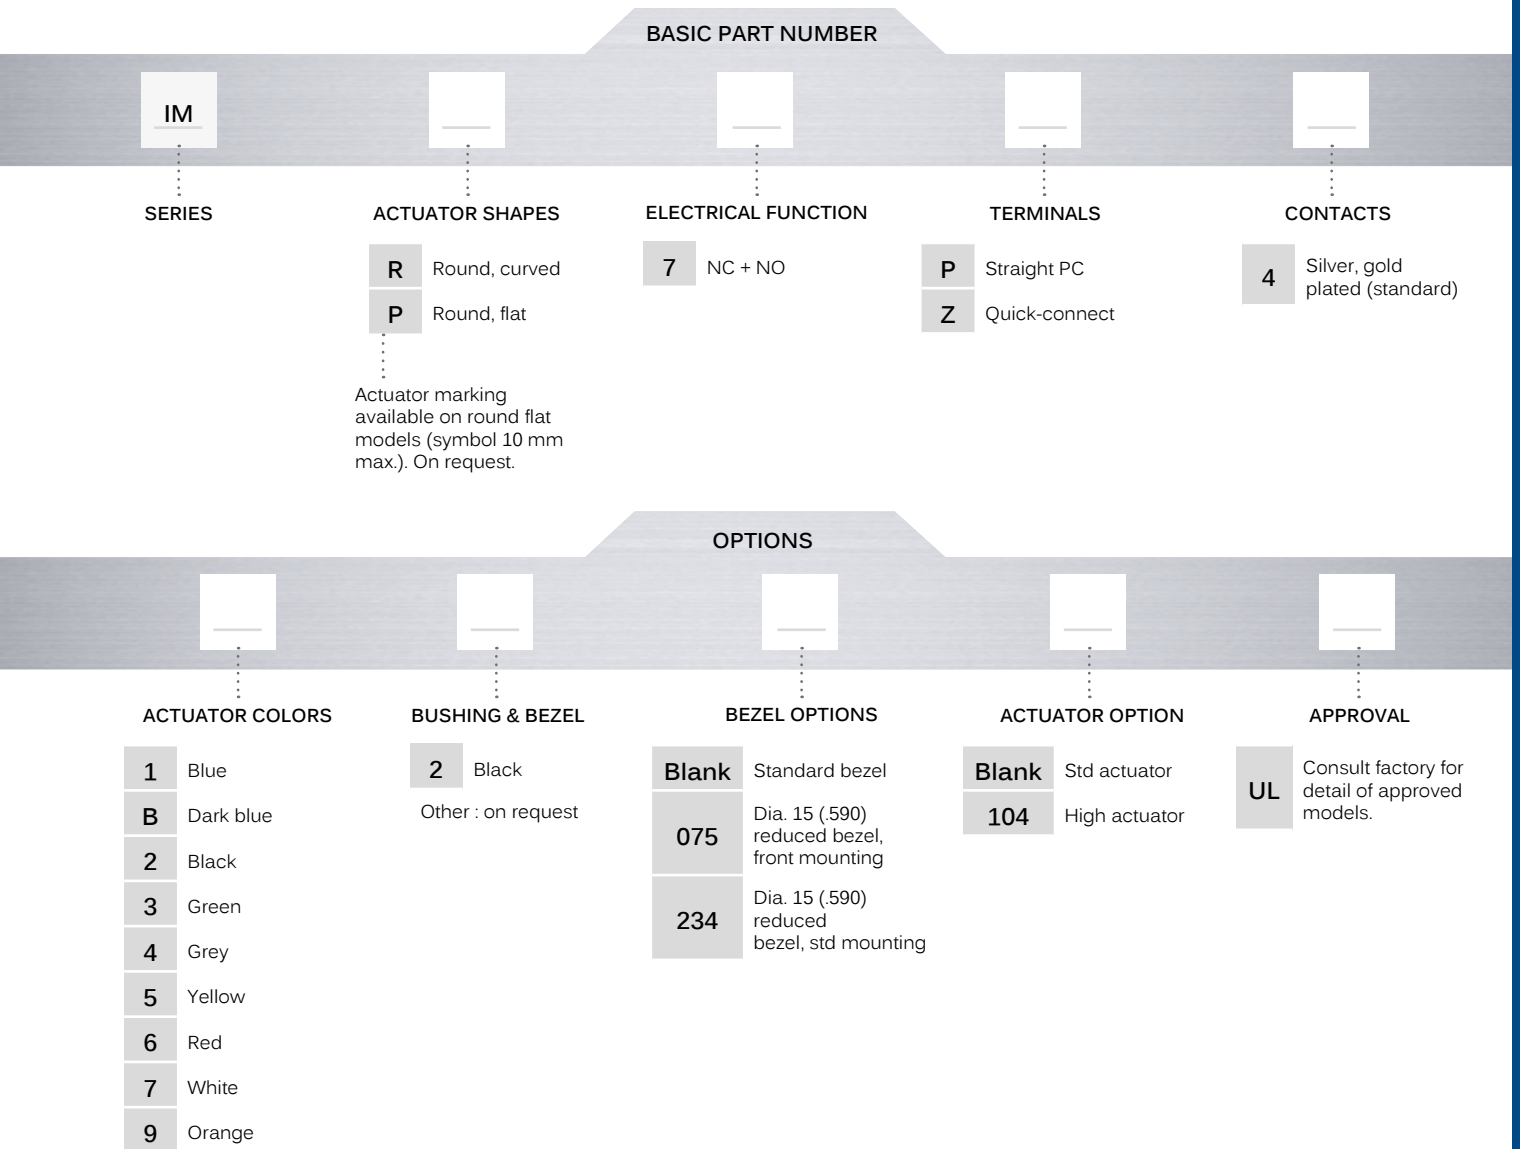 BASIC PART NUMBER
IM
SERIES
ACTUATOR SHAPES
R Round, curved
P Round, flat
Actuator marking
available on round flat
models (symbol 10 mm
max.). On request.
ELECTRICAL FUNCTION
7 NC + NO
TERMINALS
P Straight PC
Z Quick-connect
CONTACTS
4 Silver, gold
plated (standard)
OPTIONS
ACTUATOR COLORS
1 Blue
B Dark blue
2 Black
3 Green
4 Grey
5 Yellow
6 Red
7 White
9 Orange
BUSHING & BEZEL
2 Black
Other : on request
BEZEL OPTIONS
Blank Standard bezel
075 Dia. 15 (.590)
reduced bezel,
front mounting
234 Dia. 15 (.590)
reduced
bezel, std mounting
ACTUATOR OPTION
Blank Std actuator
104 High actuator
APPROVAL
UL Consult factory for
detail of approved
models.